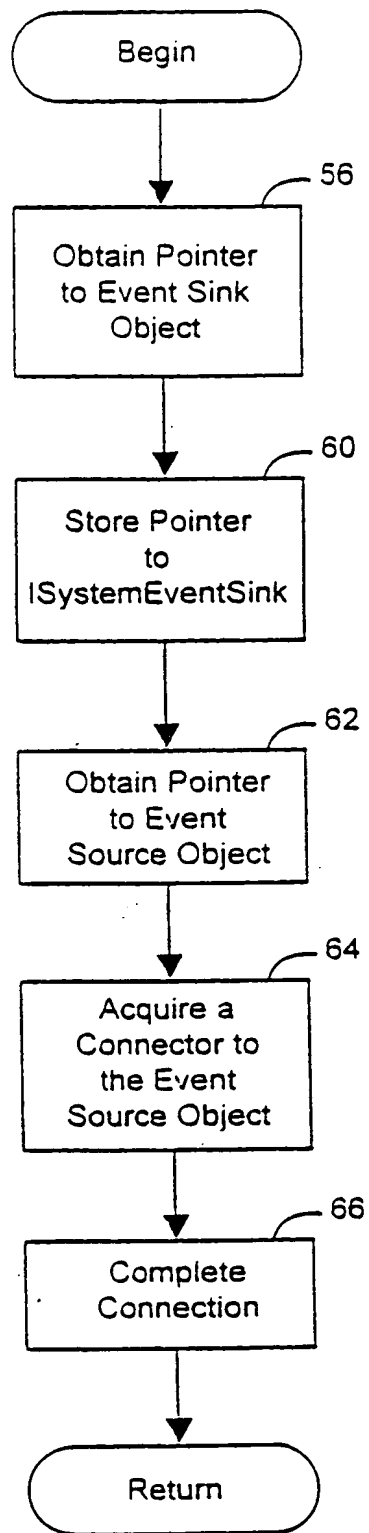 Begin
56
Obtain Pointer
to Event Sink
Object
60
Store Pointer
to
ISystemEventSink
62
Obtain Pointer
to Event
Source Object
64
Acquire a
Connector to
the Event
Source Object
66
Complete
Connection
Return